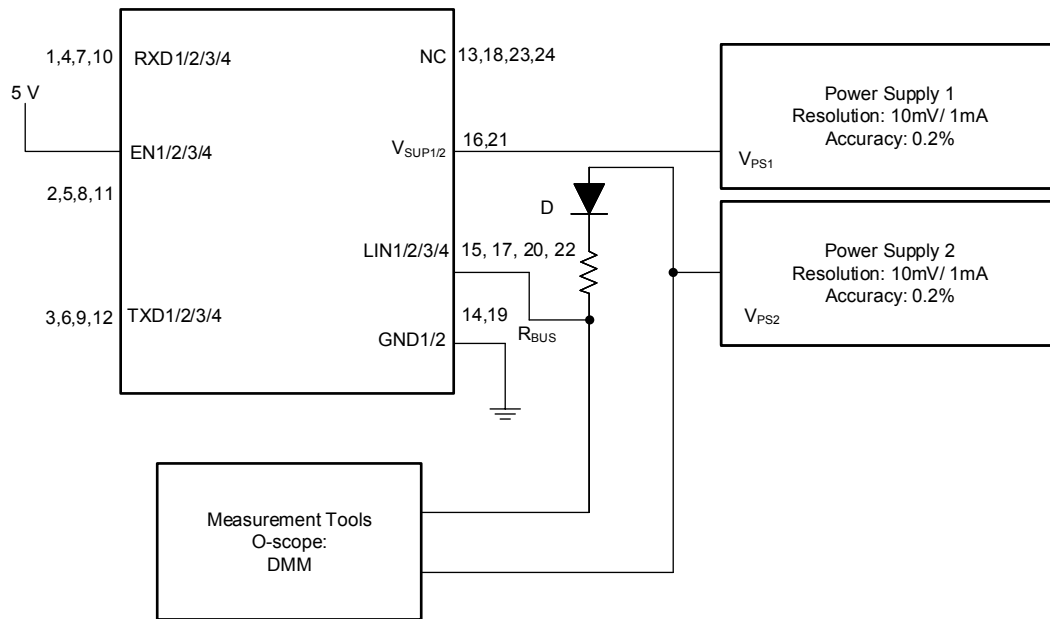 1,4,7,10
RXD1/2/3/4
NC
13,18,23,24
5 V
EN1/2/3/4
2,5,8,11
VSUP1/2
16,21
Power Supply 1
Resolution: 10mV/ 1mA
Accuracy: 0.2%
VPS1
D
LIN1/2/3/4
15, 17, 20, 22
Power Supply 2
Resolution: 10mV/ 1mA
Accuracy: 0.2%
VPS2
3,6,9,12
TXD1/2/3/4
14,19
RBUS
GND1/2
Measurement Tools
O-scope:
DMM